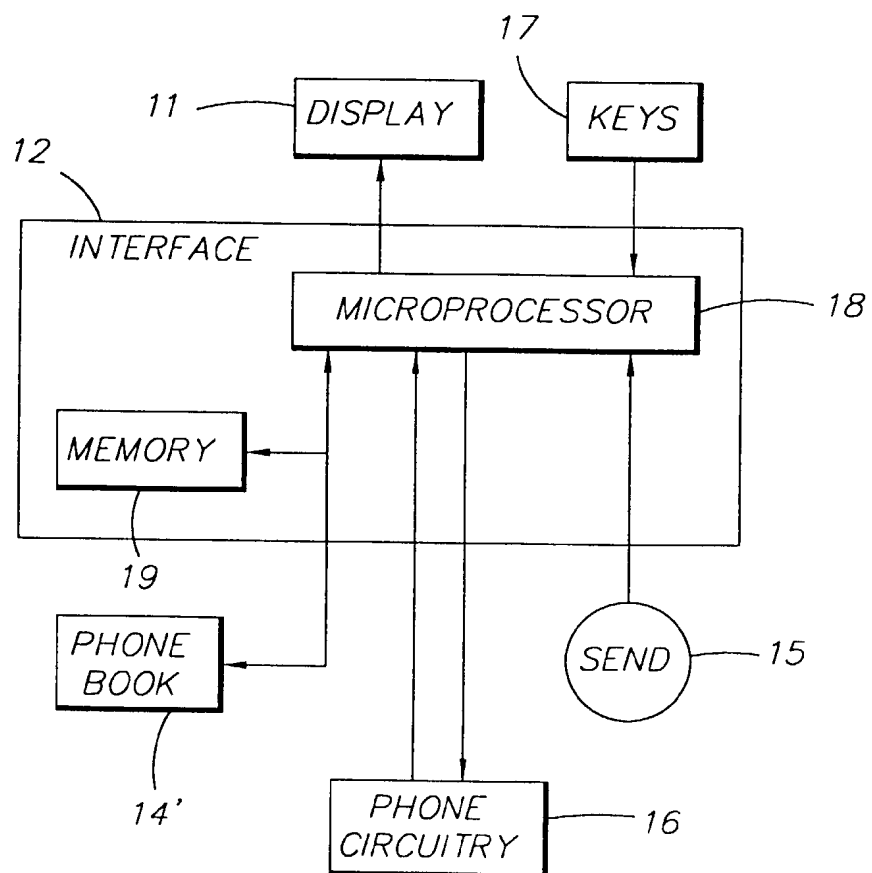 17
11
DISPLAY
KEYS
12
INTERFACE
MICROPROCESSOR
18
MEMORY
19
PHONE
BOOK
SEND
15
14'
PHONE
CIRCUITRY
16